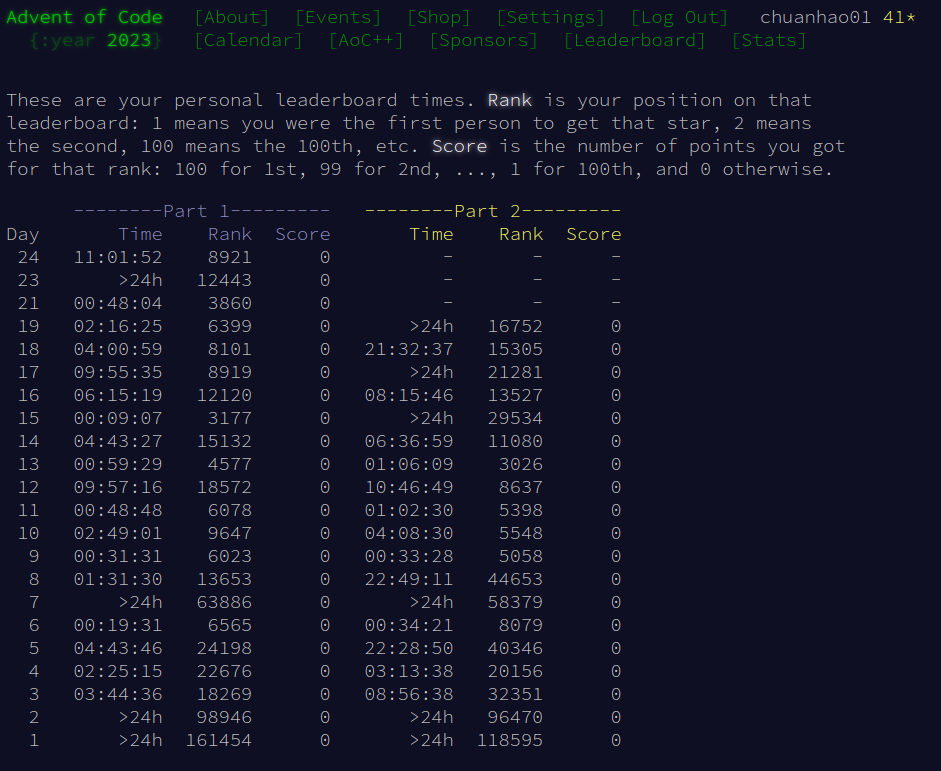 Advent of Code [About] [Events] [Shop] [Settings] [Log Out] chuanhao01 41*
{:year 2023} [Calendar] [AoC++] [Sponsors] [Leaderboard] [Stats]
These are your personal leaderboard times. Rank is your position on that
leaderboard: 1 means you were the first person to get that star, 2 means
the second, 100 means the 100th, etc. Score is the number of points you got
for that rank: 100 for 1st, 99 for 2nd, ..., 1 for 100th, and 0 otherwise.
--------Part 1--------- --------Part 2---------
Day Time Rank Score Time Rank Score
24 11:01:52 8921 0 - - -
23 >24h 12443 0 - - -
21 00:48:04 3860 0 - - -
19 02:16:25 6399 0 >24h 16752 0
18 04:00:59 8101 0 21:32:37 15305 0
17 09:55:35 8919 0 >24h 21281 0
16 06:15:19 12120 0 08:15:46 13527 0
15 00:09:07 3177 0 >24h 29534 0
14 04:43:27 15132 0 06:36:59 11080 0
13 00:59:29 4577 0 01:06:09 3026 0
12 09:57:16 18572 0 10:46:49 8637 0
11 00:48:48 6078 0 01:02:30 5398 0
10 02:49:01 9647 0 04:08:30 5548 0
9 00:31:31 6023 0 00:33:28 5058 0
8 01:31:30 13653 0 22:49:11 44653 0
7 >24h 63886 0 >24h 58379 0
6 00:19:31 6565 0 00:34:21 8079 0
5 04:43:46 24198 0 22:28:50 40346 0
4 02:25:15 22676 0 03:13:38 20156 0
3 03:44:36 18269 0 08:56:38 32351 0
2 >24h 98946 0 >24h 96470 0
1 >24h 161454 0 >24h 118595 0